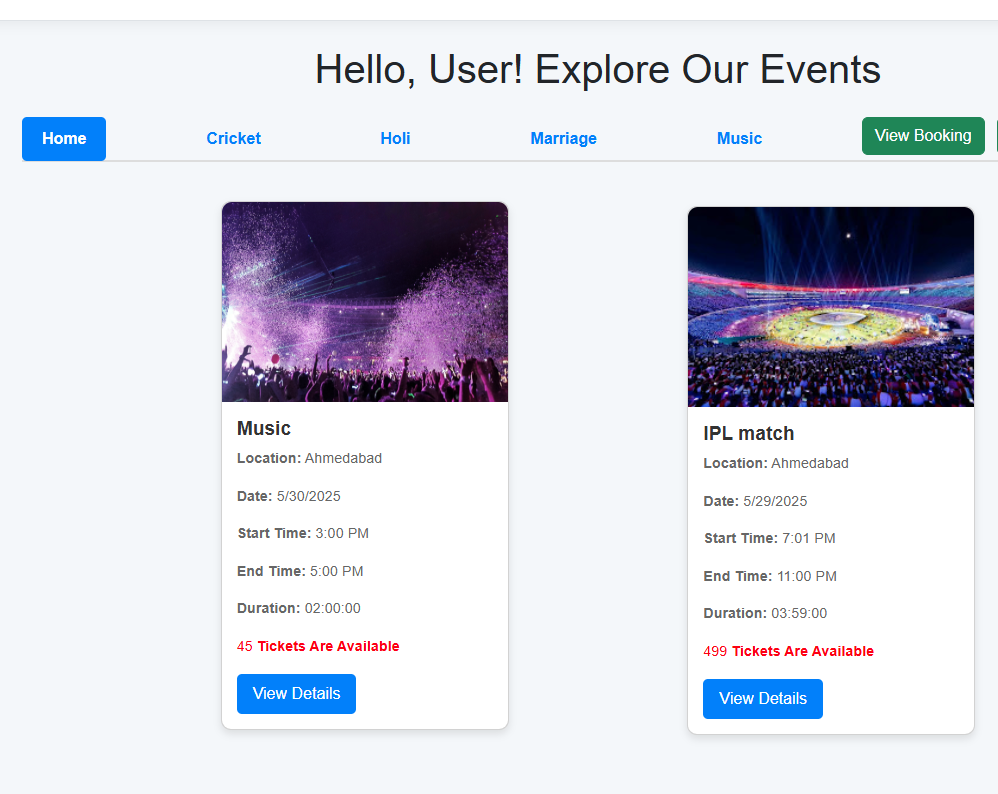 Hello, User! Explore Our Events
Home Cricket Holi Marriage Music View Booking
Music
Location: Ahmedabad
Date: 5/30/2025
Start Time: 3:00 PM
End Time: 5:00 PM
Duration: 02:00:00
45 Tickets Are Available
View Details
IPL match
Location: Ahmedabad
Date: 5/29/2025
Start Time: 7:01 PM
End Time: 11:00 PM
Duration: 03:59:00
499 Tickets Are Available
View Details